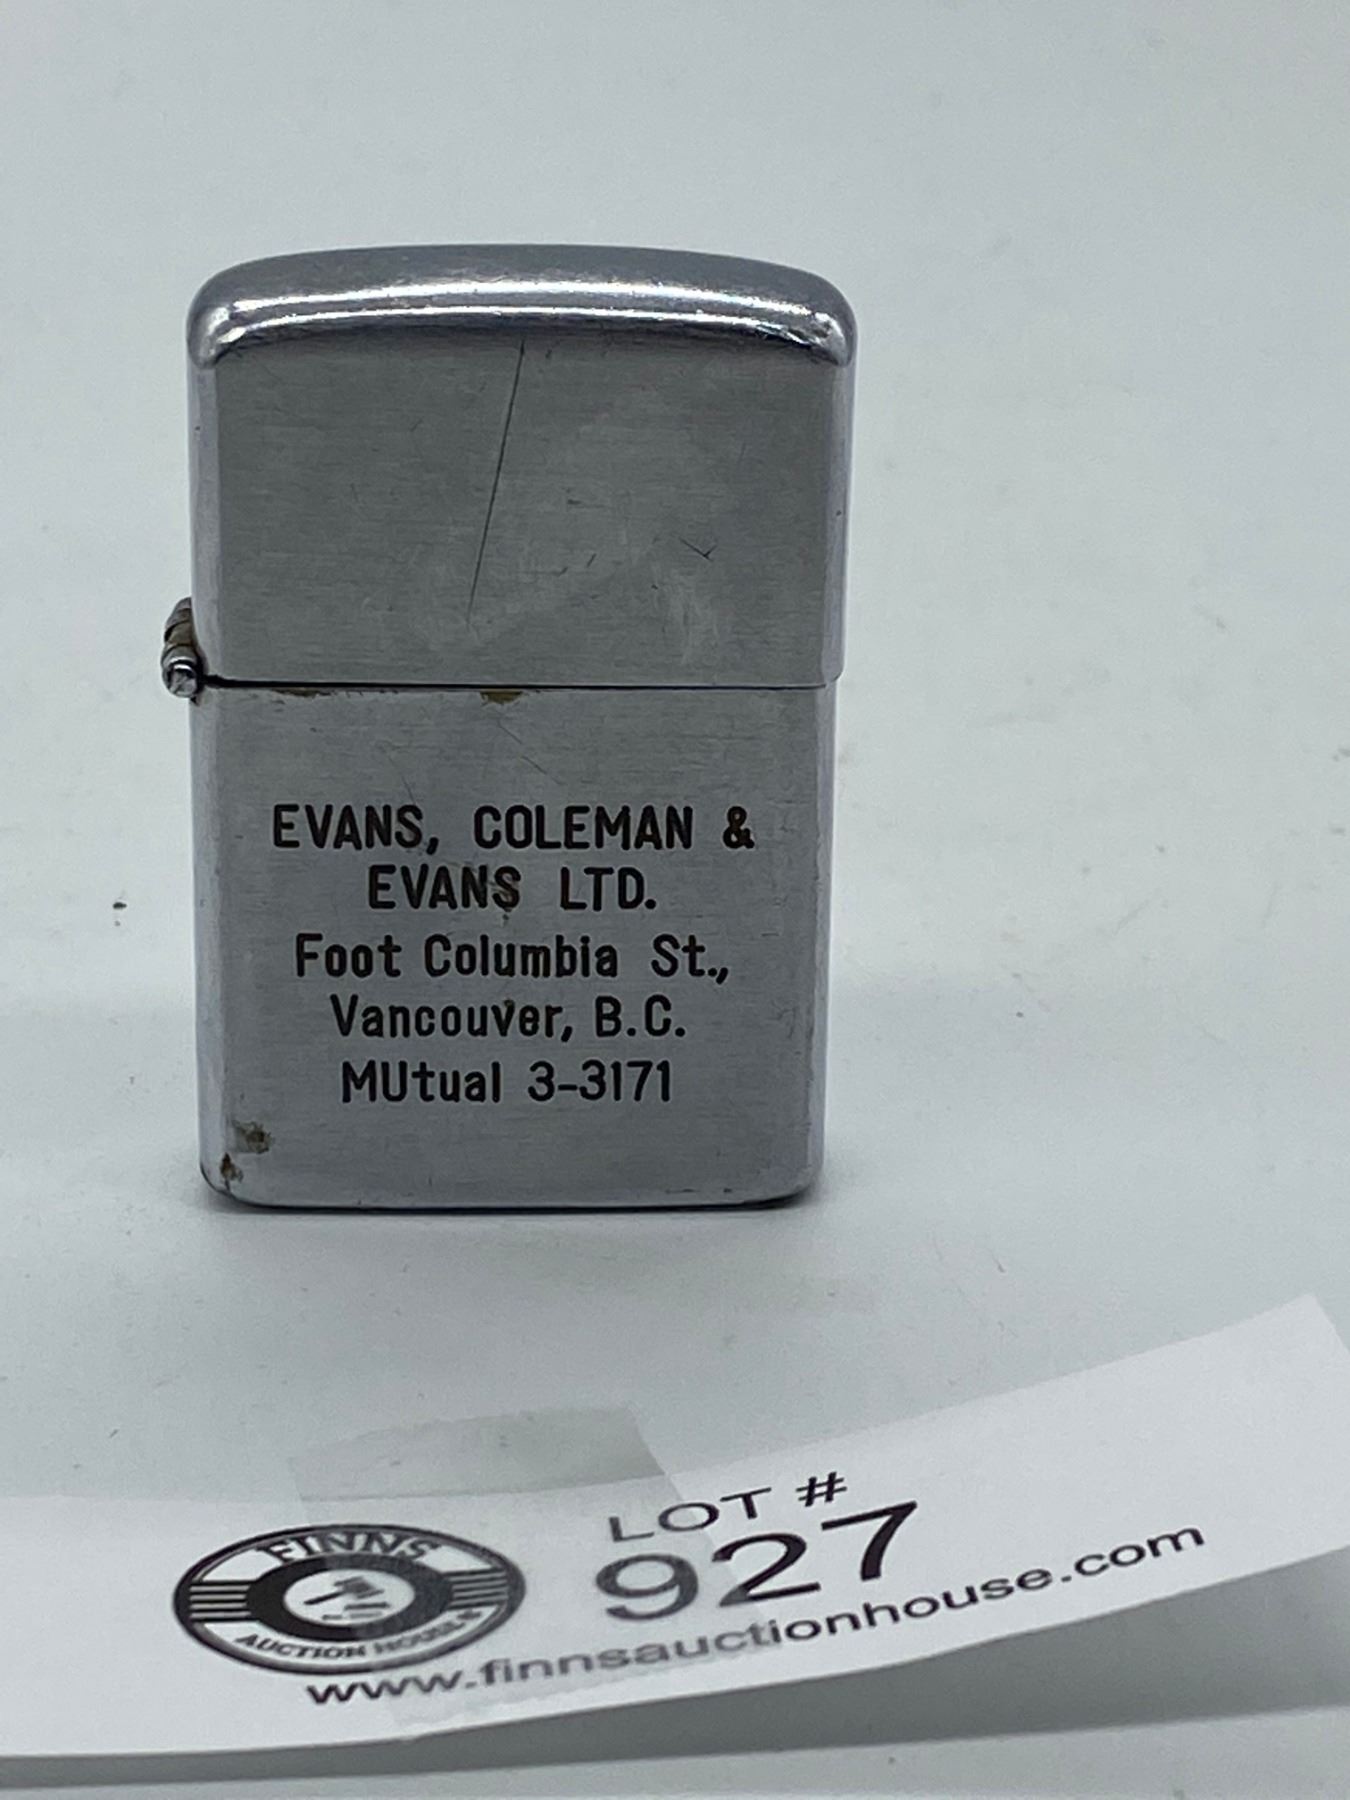 EVANS, COLEMAN &
EVANS LTD.
Foot Columbia St.,
Vancouver, B.C.
MUtual 3-3171
FINNS
AUCTION HOUSE
LOT #
927
www.finnsauctionhouse.com